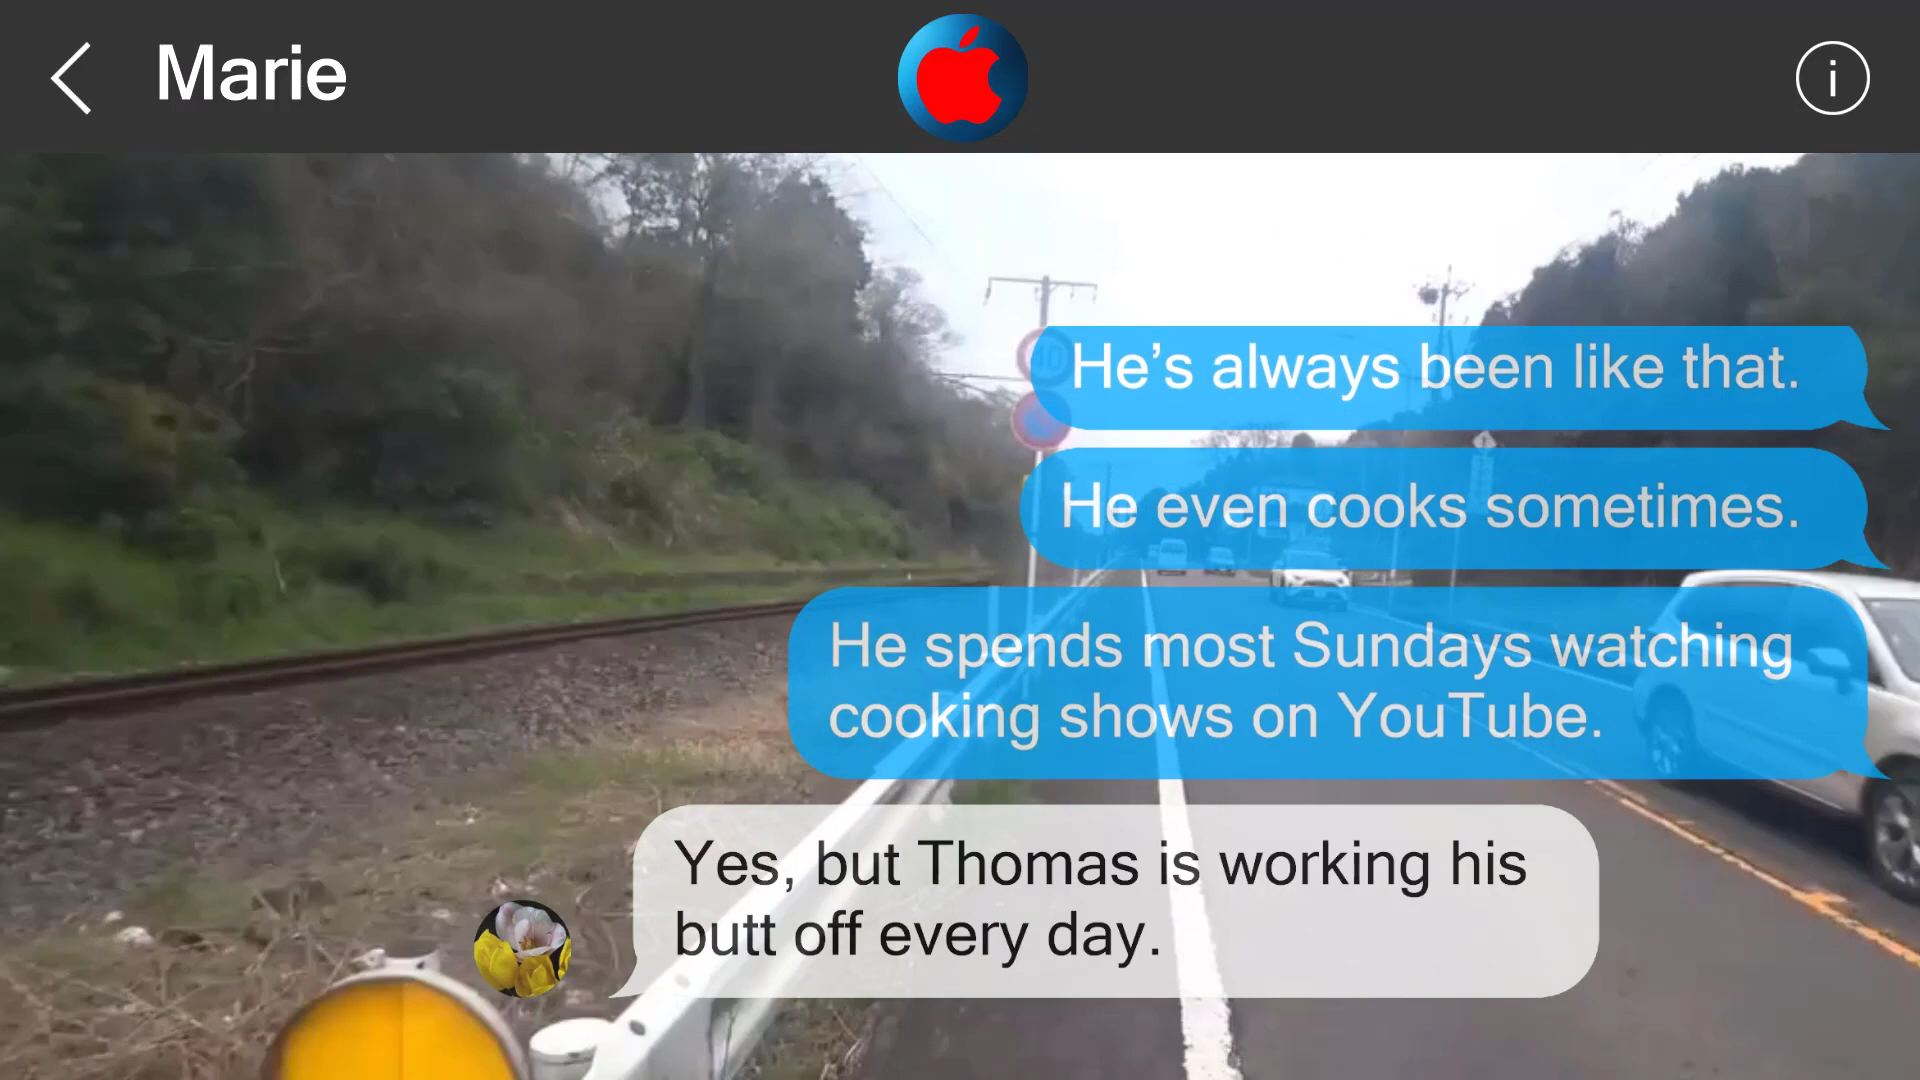 Marie
i
He’s always been like that.
He even cooks sometimes.
He spends most Sundays watching
cooking shows on YouTube.
Yes, but Thomas is working his
butt off every day.